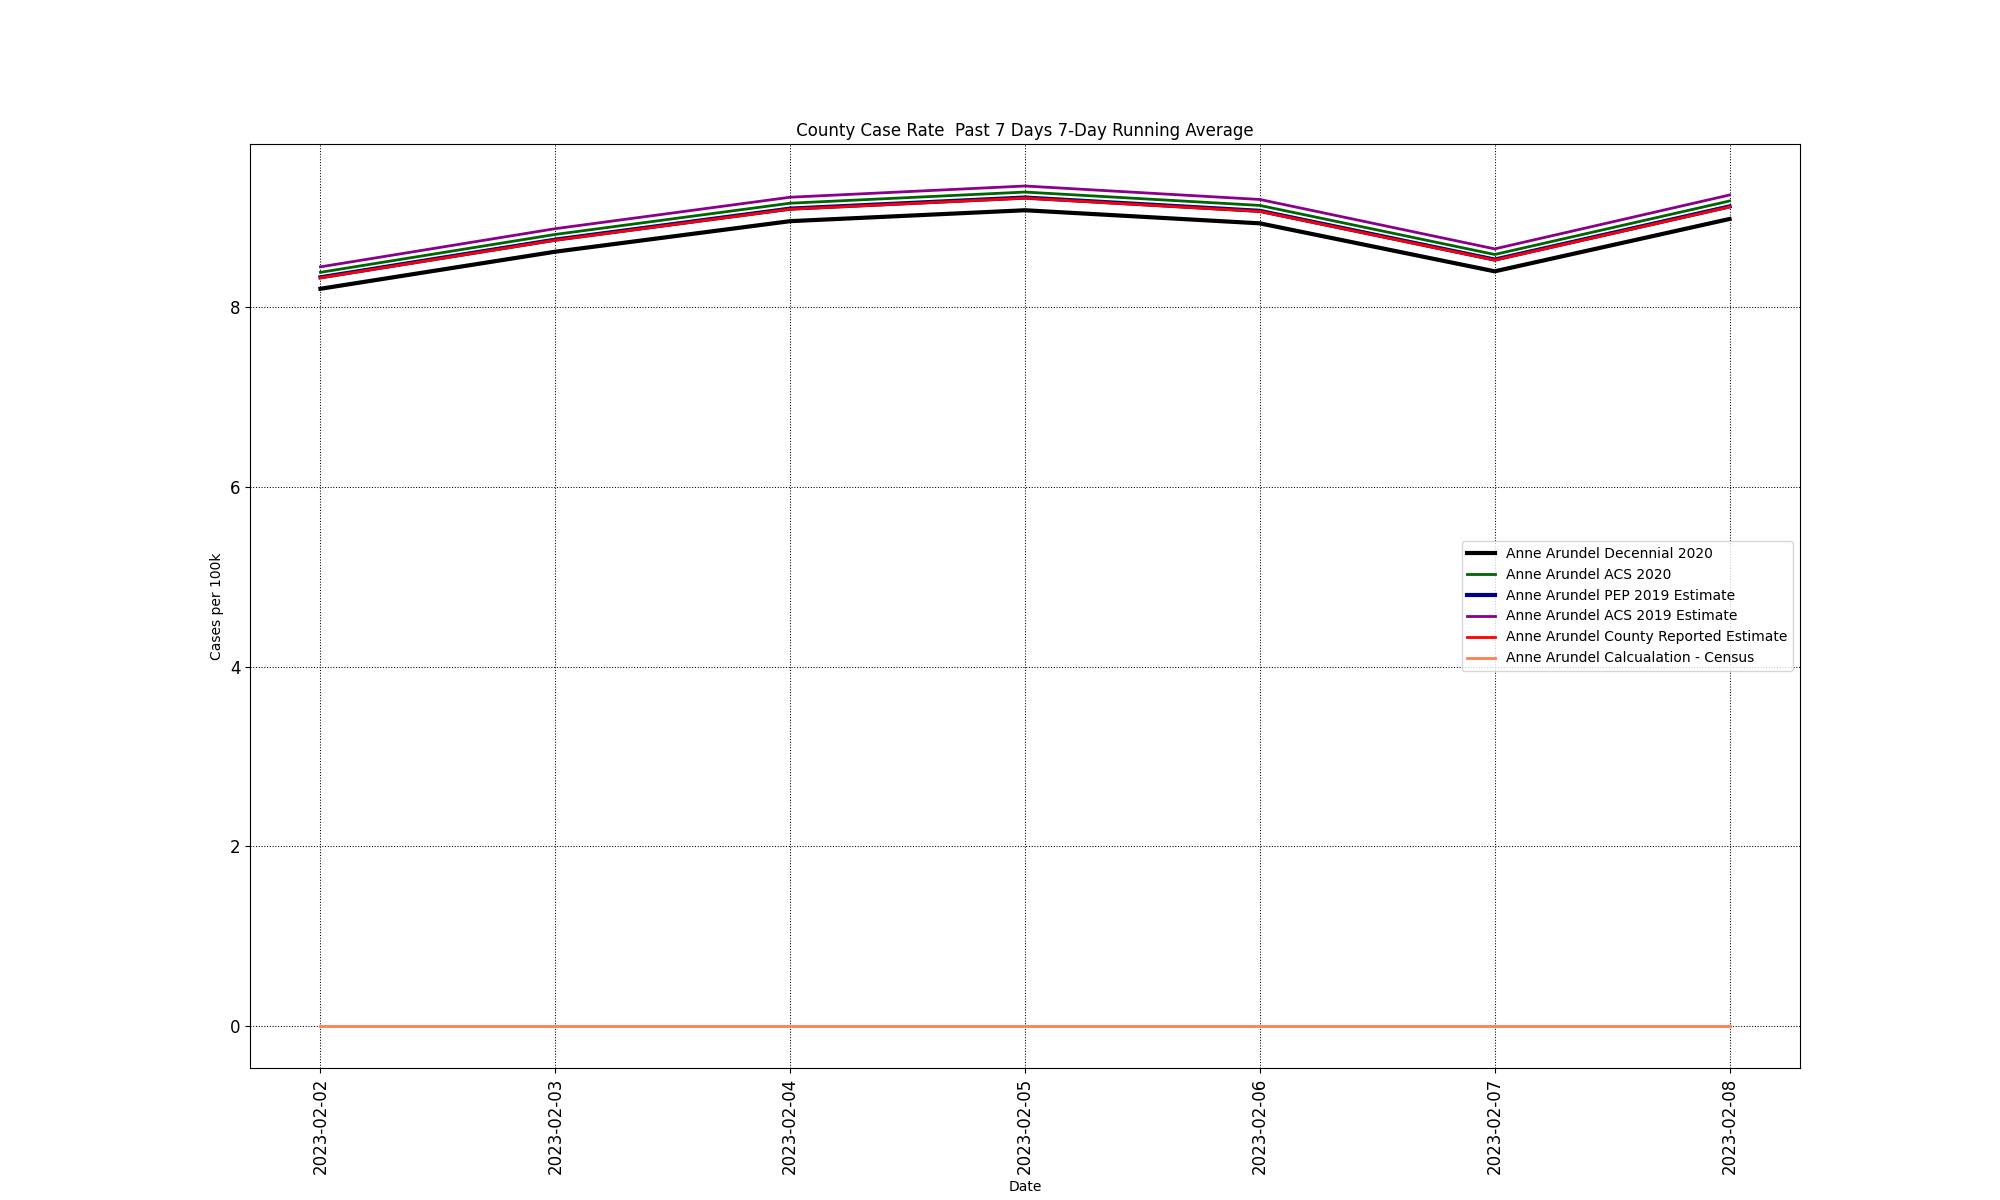 County Case Rate  Past 7 Days 7-Day Running Average
Cases per 100k
8
6
4
2
0
Anne Arundel Decennial 2020
Anne Arundel ACS 2020
Anne Arundel PEP 2019 Estimate
Anne Arundel ACS 2019 Estimate
Anne Arundel County Reported Estimate
Anne Arundel Calcualation - Census
2023-02-02
2023-02-03
2023-02-04
2023-02-05
2023-02-06
2023-02-07
2023-02-08
Date